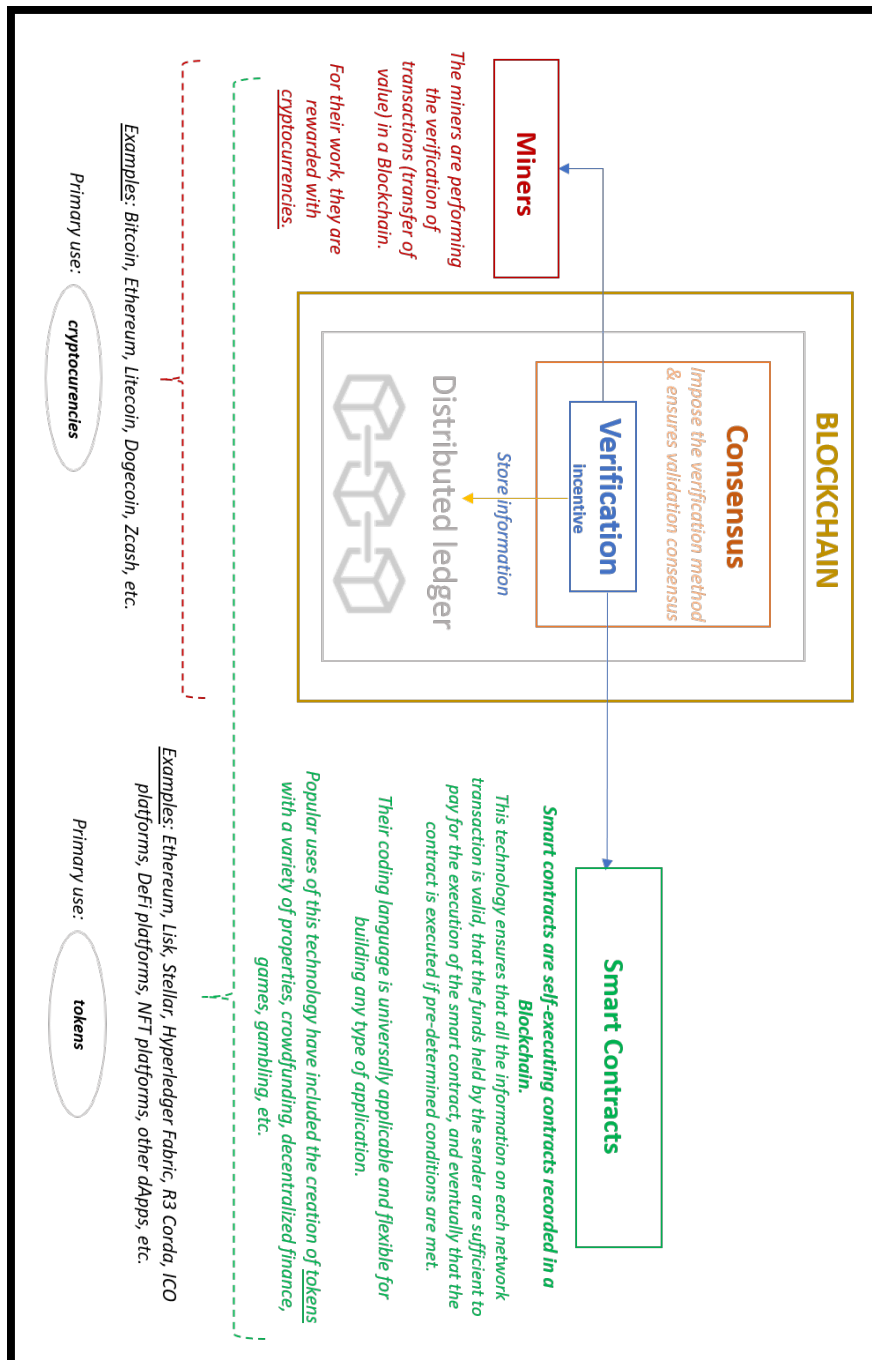 BLOCKCHAIN
Consensus
Impose the verification method
& ensures validation consensus
Verification
incentive
Store information
Distributed ledger
Miners
The miners are performing
the verification of
transactions (transfer of
value) in a Blockchain.
For their work, they are
rewarded with
cryptocurrencies.
Smart Contracts
Smart contracts are self-executing contracts recorded in a
Blockchain.
This technology ensures that all the information on each network
transaction is valid, that the funds held by the sender are sufficient to
pay for the execution of the smart contract, and eventually that the
contract is executed if pre-determined conditions are met.
Their coding language is universally applicable and flexible for
building any type of application.
Popular uses of this technology have included the creation of tokens
with a variety of properties, crowdfunding, decentralized finance,
games, gambling, etc.
Examples: Bitcoin, Ethereum, Litecoin, Dogecoin, Zcash, etc.
Primary use: cryptocurencies
Examples: Ethereum, Lisk, Stellar, Hyperledger Fabric, R3 Corda, ICO
platforms, DeFi platforms, NFT platforms, other dApps, etc.
Primary use: tokens